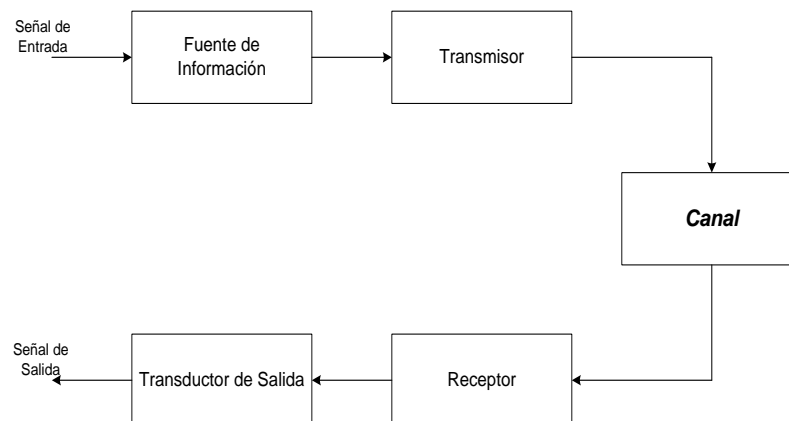 Señal de
Entrada
Fuente de
Información
Transmisor
Canal
Señal de
Salida
Transductor de Salida
Receptor